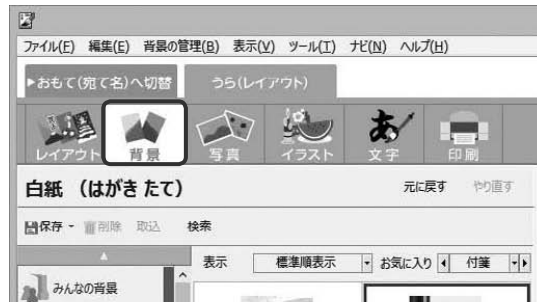 ファイル(F) 編集(E) 背景の管理(B) 表示(V) ツール(T) ナビ(N) ヘルプ(H)
▶おもて(宛て名)へ切替 うら(レイアウト)
あ
レイアウト 背景 写真 イラスト 文字 印刷
白紙 (はがき たて) 元に戻す やり直す
保存 削除 取込 検索
表示 標準順表示 お気に入り 付箋
みんなの背景